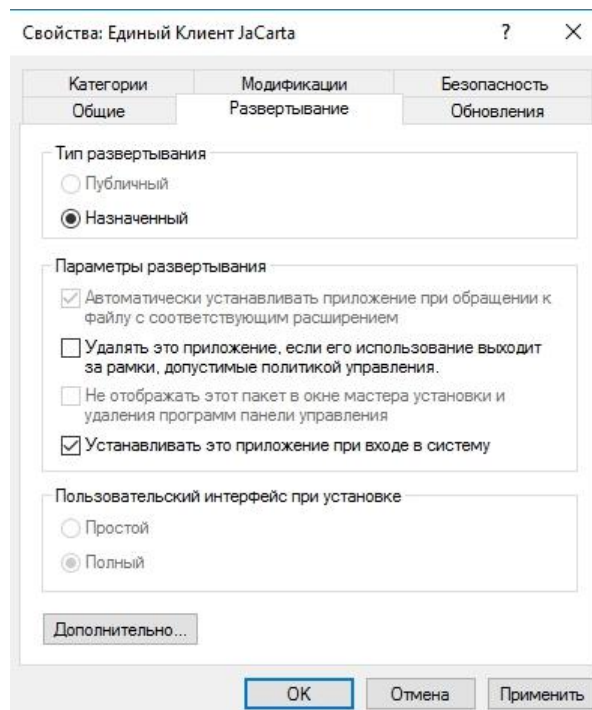 Свойства: Единый Клиент JaCarta ? ×
Категории Модификации Безопасность
Общие Развертывание Обновления
Тип развертывания
Публичный
Назначенный
Параметры развертывания
Автоматически устанавливать приложение при обращении к
файлу с соответствующим расширением
Удалять это приложение, если его использование выходит
за рамки, допустимые политикой управления.
Не отображать этот пакет в окне мастера установки и
удаления программ панели управления
Устанавливать это приложение при входе в систему
Пользовательский интерфейс при установке
Простой
Полный
Дополнительно...
OK Отмена Применить